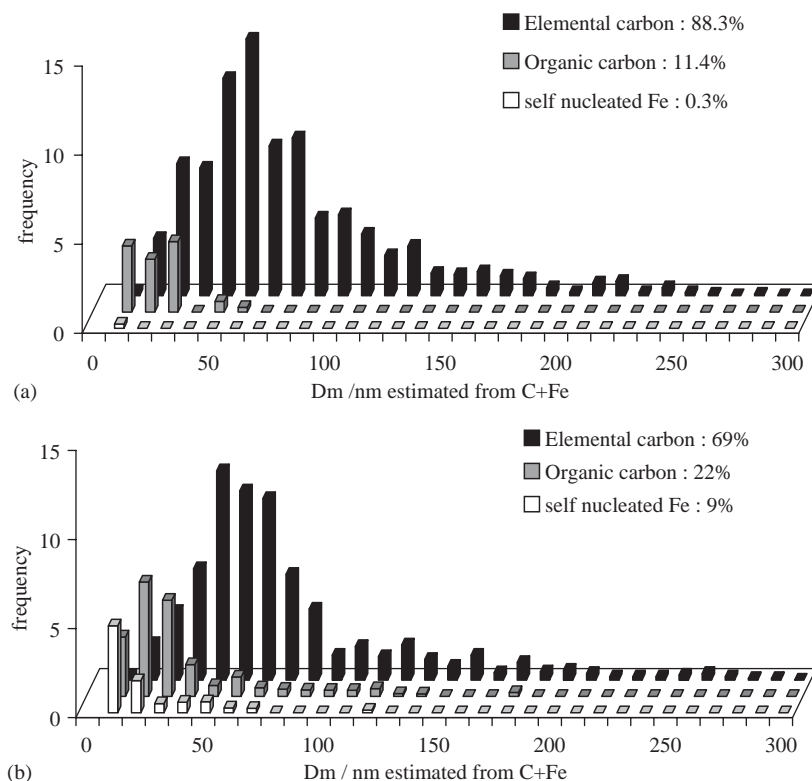 Elemental carbon : 88.3%
Organic carbon : 11.4%
self nucleated Fe : 0.3%
15
10
5
0
frequency
0 50 100 150 200 250 300
(a)
Dm /nm estimated from C+Fe
Elemental carbon : 69%
Organic carbon : 22%
self nucleated Fe : 9%
15
10
5
0
frequency
0 50 100 150 200 250 300
(b)
Dm / nm estimated from C+Fe